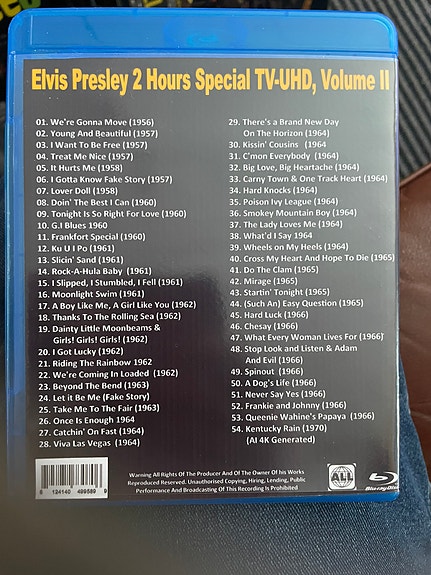 Elvis Presley 2 Hours Special TV-UHD, Volume II
01. We're Gonna Move (1956)
02. Young And Beautiful (1957)
03. I Want To Be Free (1957)
04. Treat Me Nice (1957)
05. It Hurts Me (1958)
06. I Gotta Know Fake Story (1957)
07. Lover Doll (1958)
08. Doin' The Best I Can (1960)
09. Tonight Is So Right For Love (1960)
10. G.I Blues 1960
11. Frankfort Special (1960)
12. Ku U I Po (1961)
13. Slicin' Sand (1961)
14. Rock-A-Hula Baby (1961)
15. I Slipped, I Stumbled, I Fell (1961)
16. Moonlight Swim (1961)
17. A Boy Like Me, A Girl Like You (1962)
18. Thanks To The Rolling Sea (1962)
19. Dainty Little Moonbeams &
Girls! Girls! Girls! (1962)
20. I Got Lucky (1962)
21. Riding The Rainbow 1962
22. We're Coming In Loaded (1962)
23. Beyond The Bend (1963)
24. Let it Be Me (Fake Story)
25. Take Me To The Fair (1963)
26. Once Is Enough 1964
27. Catchin' On Fast (1964)
28. Viva Las Vegas (1964)
29. There's a Brand New Day
On The Horizon (1964)
30. Kissin' Cousins (1964)
31. C'mon Everybody (1964)
32. Big Love, Big Heartache (1964)
33. Carny Town & One Track Heart (1964)
34. Hard Knocks (1964)
35. Poison Ivy League (1964)
36. Smokey Mountain Boy (1964)
37. The Lady Loves Me (1964)
38. What'd I Say 1964
39. Wheels on My Heels (1964)
40. Cross My Heart And Hope To Die (1965)
41. Do The Clam (1965)
42. Mirage (1965)
43. Startin' Tonight (1965)
44. (Such An) Easy Question (1965)
45. Hard Luck (1966)
46. Chesay (1966)
47. What Every Woman Lives For (1966)
48. Stop Look and Listen & Adam
And Evil (1966)
49. Spinout (1966)
50. A Dog's Life (1966)
51. Never Say Yes (1966)
52. Frankie and Johnny (1966)
53. Queenie Wahine's Papaya (1966)
54. Kentucky Rain (1970)
(AI 4K Generated)
Warning All Rights Of The Producer And Of The Owner Of his Works
Reproduced Reserved. Unauthorised Copying, Hiring, Lending, Public
Performance And Broadcasting Of This Recording Is Prohibited
8 124140 499589 9
ALL
Blu-ray Disc